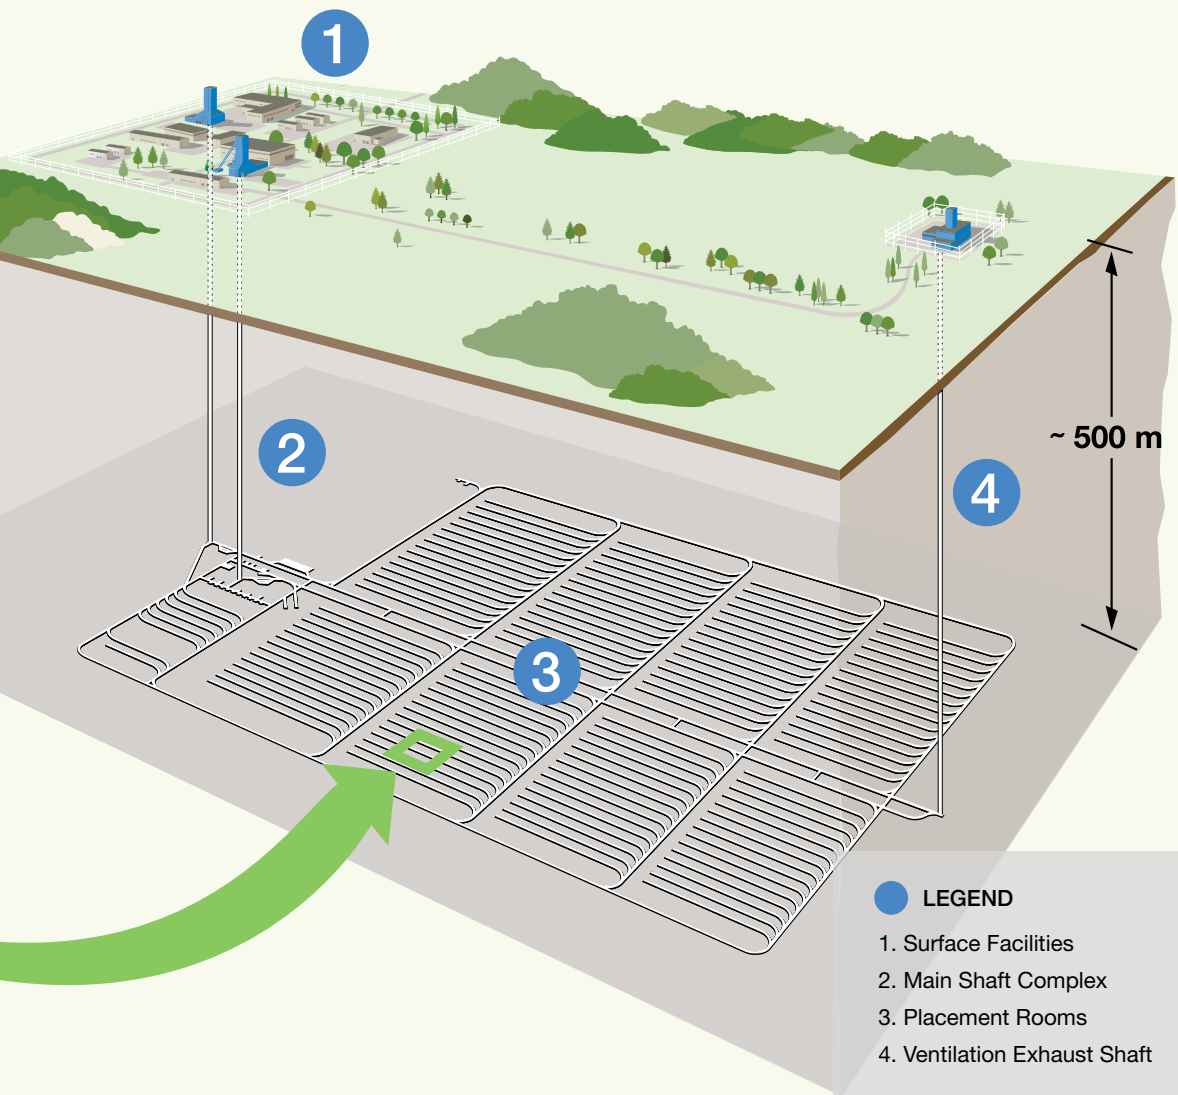 1
2
~ 500 m
4
3
LEGEND
1. Surface Facilities
2. Main Shaft Complex
3. Placement Rooms
4. Ventilation Exhaust Shaft